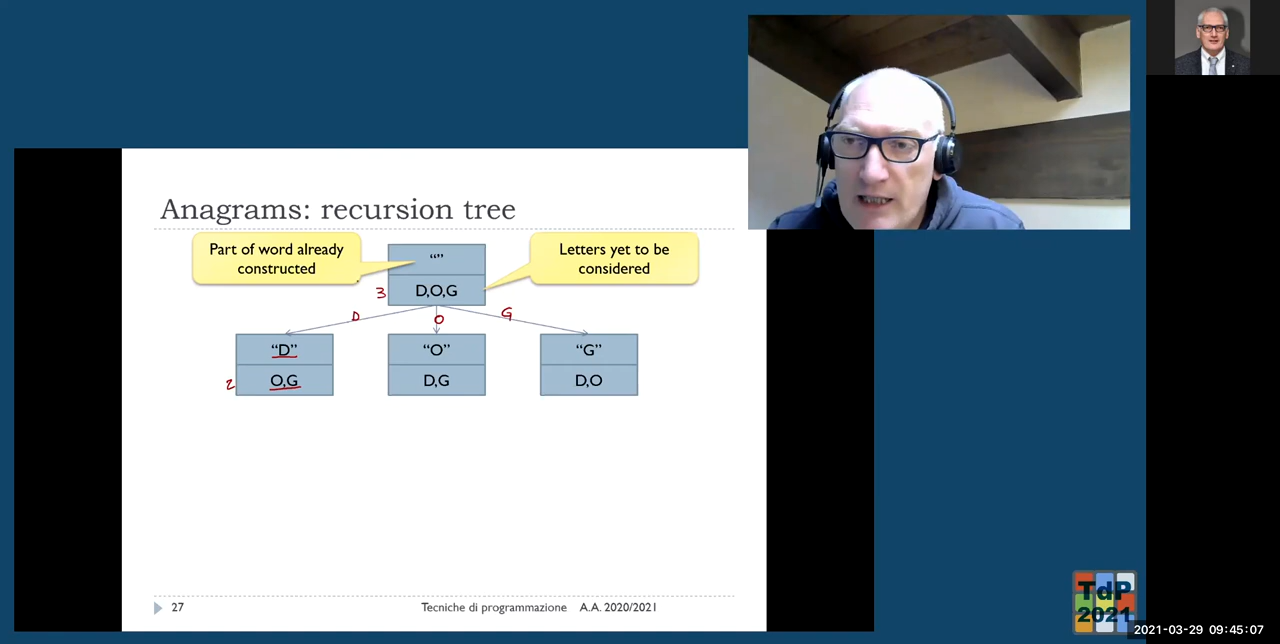 Anagrams: recursion tree
Part of word already
constructed
“”
Letters yet to be
considered
3
D,O,G
D
O
G
“D”
“O”
“G”
2
O,G
D,G
D,O
27
Tecniche di programmazione A.A. 2020/2021
TdP
2021
2021-03-29 09:45:07